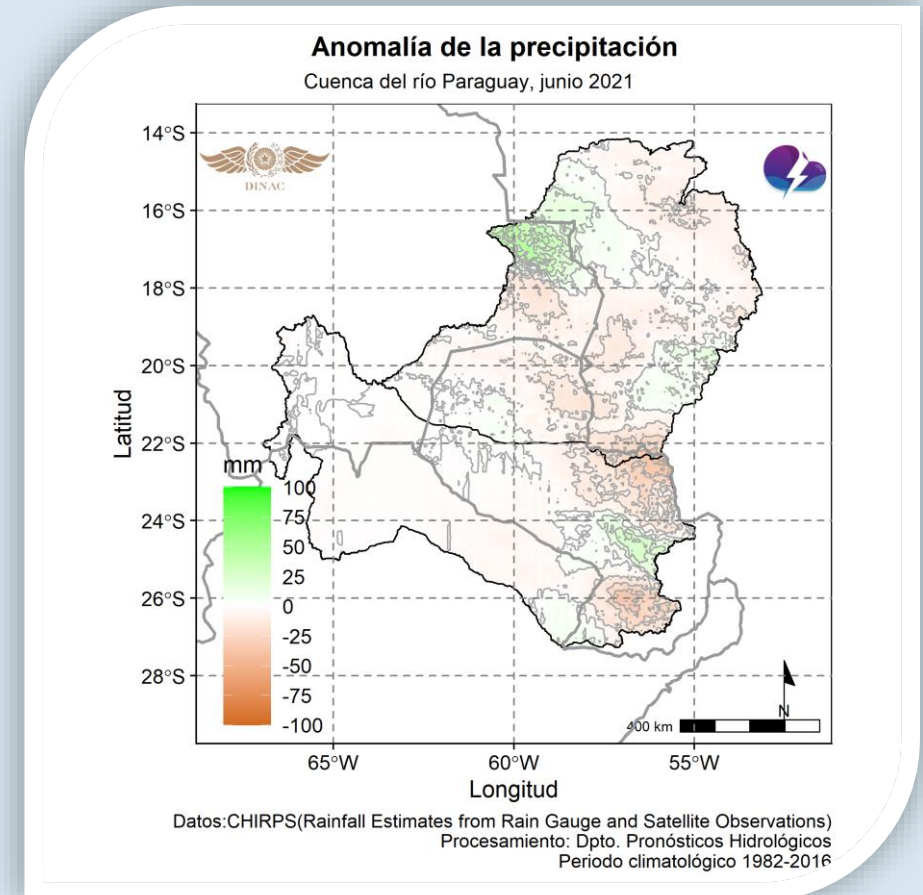 Anomalía de la precipitación
Cuenca del río Paraguay, junio 2021
14°S
16°S
18°S
20°S
22°S
24°S
26°S
28°S
Latitud
DINAC
mm
100
75
50
25
0
-25
-50
-75
-100
N
400 km
65°W
60°W
55°W
Longitud
Datos:CHIRPS(Rainfall Estimates from Rain Gauge and Satellite Observations)
Procesamiento: Dpto. Pronósticos Hidrológicos
Periodo climatológico 1982-2016